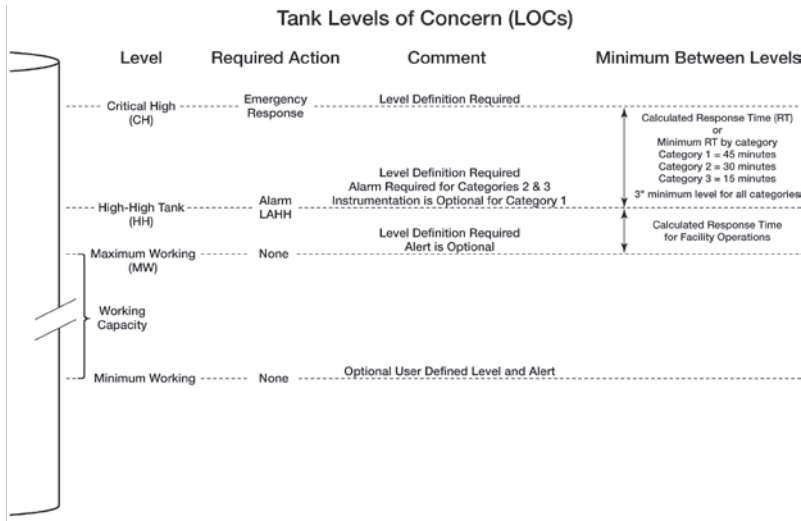 Tank Levels of Concern (LOCs)
Level Required Action Comment Minimum Between Levels
Critical High
(CH)
Emergency
Response
Level Definition Required
Calculated Response Time (RT)
or
Minimum RT by category
Category 1 = 45 minutes
Category 2 = 30 minutes
Category 3 = 15 minutes
3" minimum level for all categories
High-High Tank
(HH)
Alarm
LAHH
Level Definition Required
Alarm Required for Categories 2 & 3
Instrumentation is Optional for Category 1
Calculated Response Time
for Facility Operations
Maximum Working
(MW)
None
Level Definition Required
Alert is Optional
Working
Capacity
Minimum Working
None
Optional User Defined Level and Alert